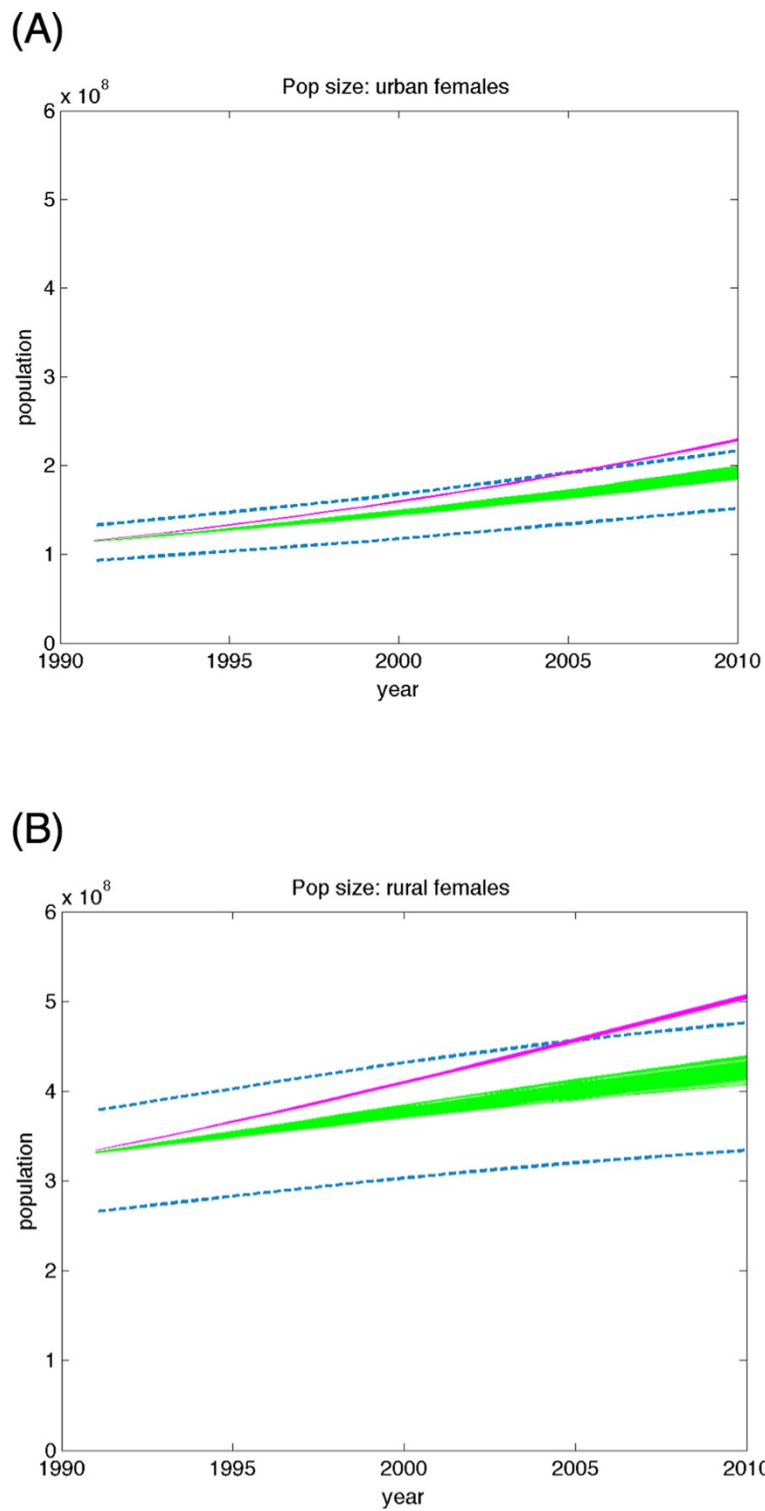 (A)
Pop size: urban females
x 10^8
6
5
4
3
2
1
0
population
1990 1995 2000 2005 2010
year
(B)
Pop size: rural females
x 10^8
6
5
4
3
2
1
0
population
1990 1995 2000 2005 2010
year